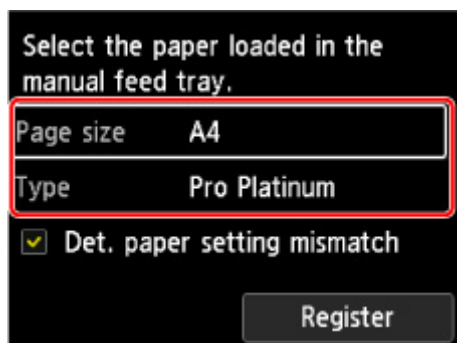 Select the paper loaded in the
manual feed tray.
Page size A4
Type Pro Platinum
Det. paper setting mismatch
Register